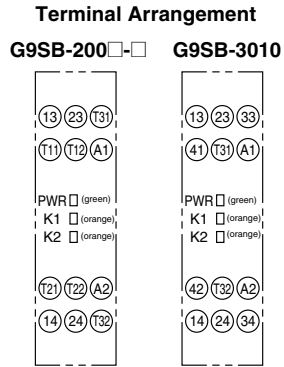 Terminal Arrangement
G9SB-200□-□ G9SB-3010
13 23 T31
T11 T12 A1
PWR (green)
K1 (orange)
K2 (orange)
T21 T22 A2
14 24 T32
13 23 33
41 T31 A1
PWR (green)
K1 (orange)
K2 (orange)
42 T32 A2
14 24 34